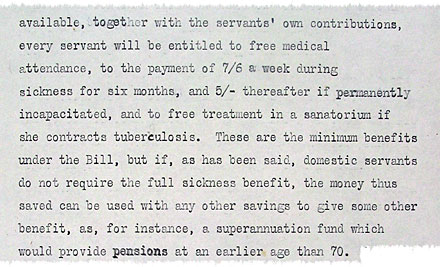 available, together with the servants' own contributions,
every servant will be entitled to free medical
attendance, to the payment of 7/6 a week during
sickness for six months, and 5/- thereafter if permanently
incapacitated, and to free treatment in a sanatorium if
she contracts tuberculosis. These are the minimum benefits
under the Bill, but if, as has been said, domestic servants
do not require the full sickness benefit, the money thus
saved can be used with any other savings to give some other
benefit, as, for instance, a superannuation fund which
would provide pensions at an earlier age than 70.